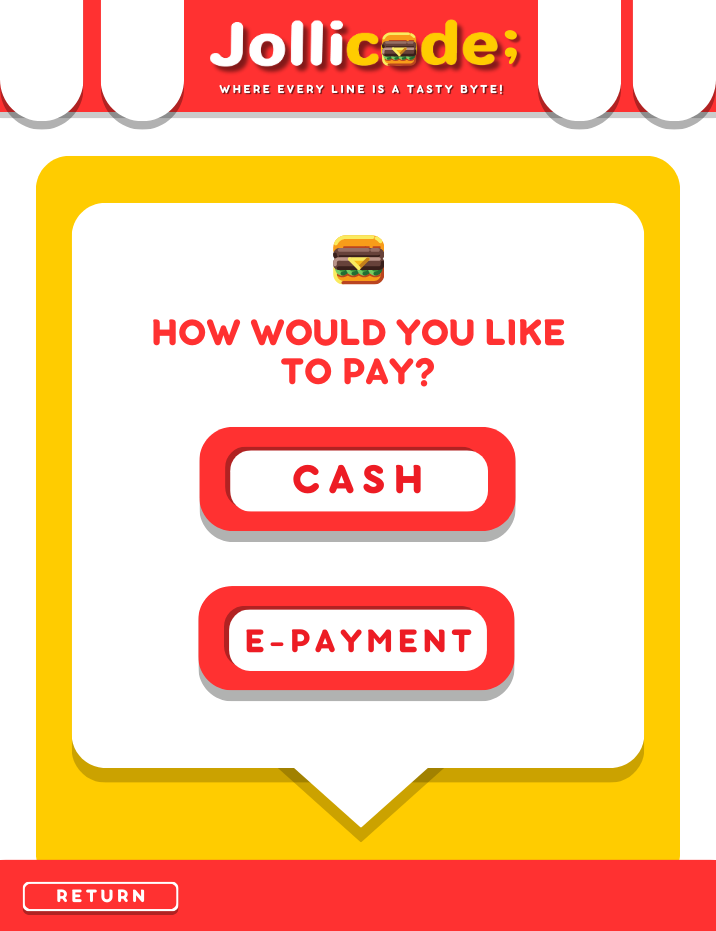 Jollicode;
WHERE EVERY LINE IS A TASTY BYTE!
HOW WOULD YOU LIKE
TO PAY?
CASH
E-PAYMENT
RETURN